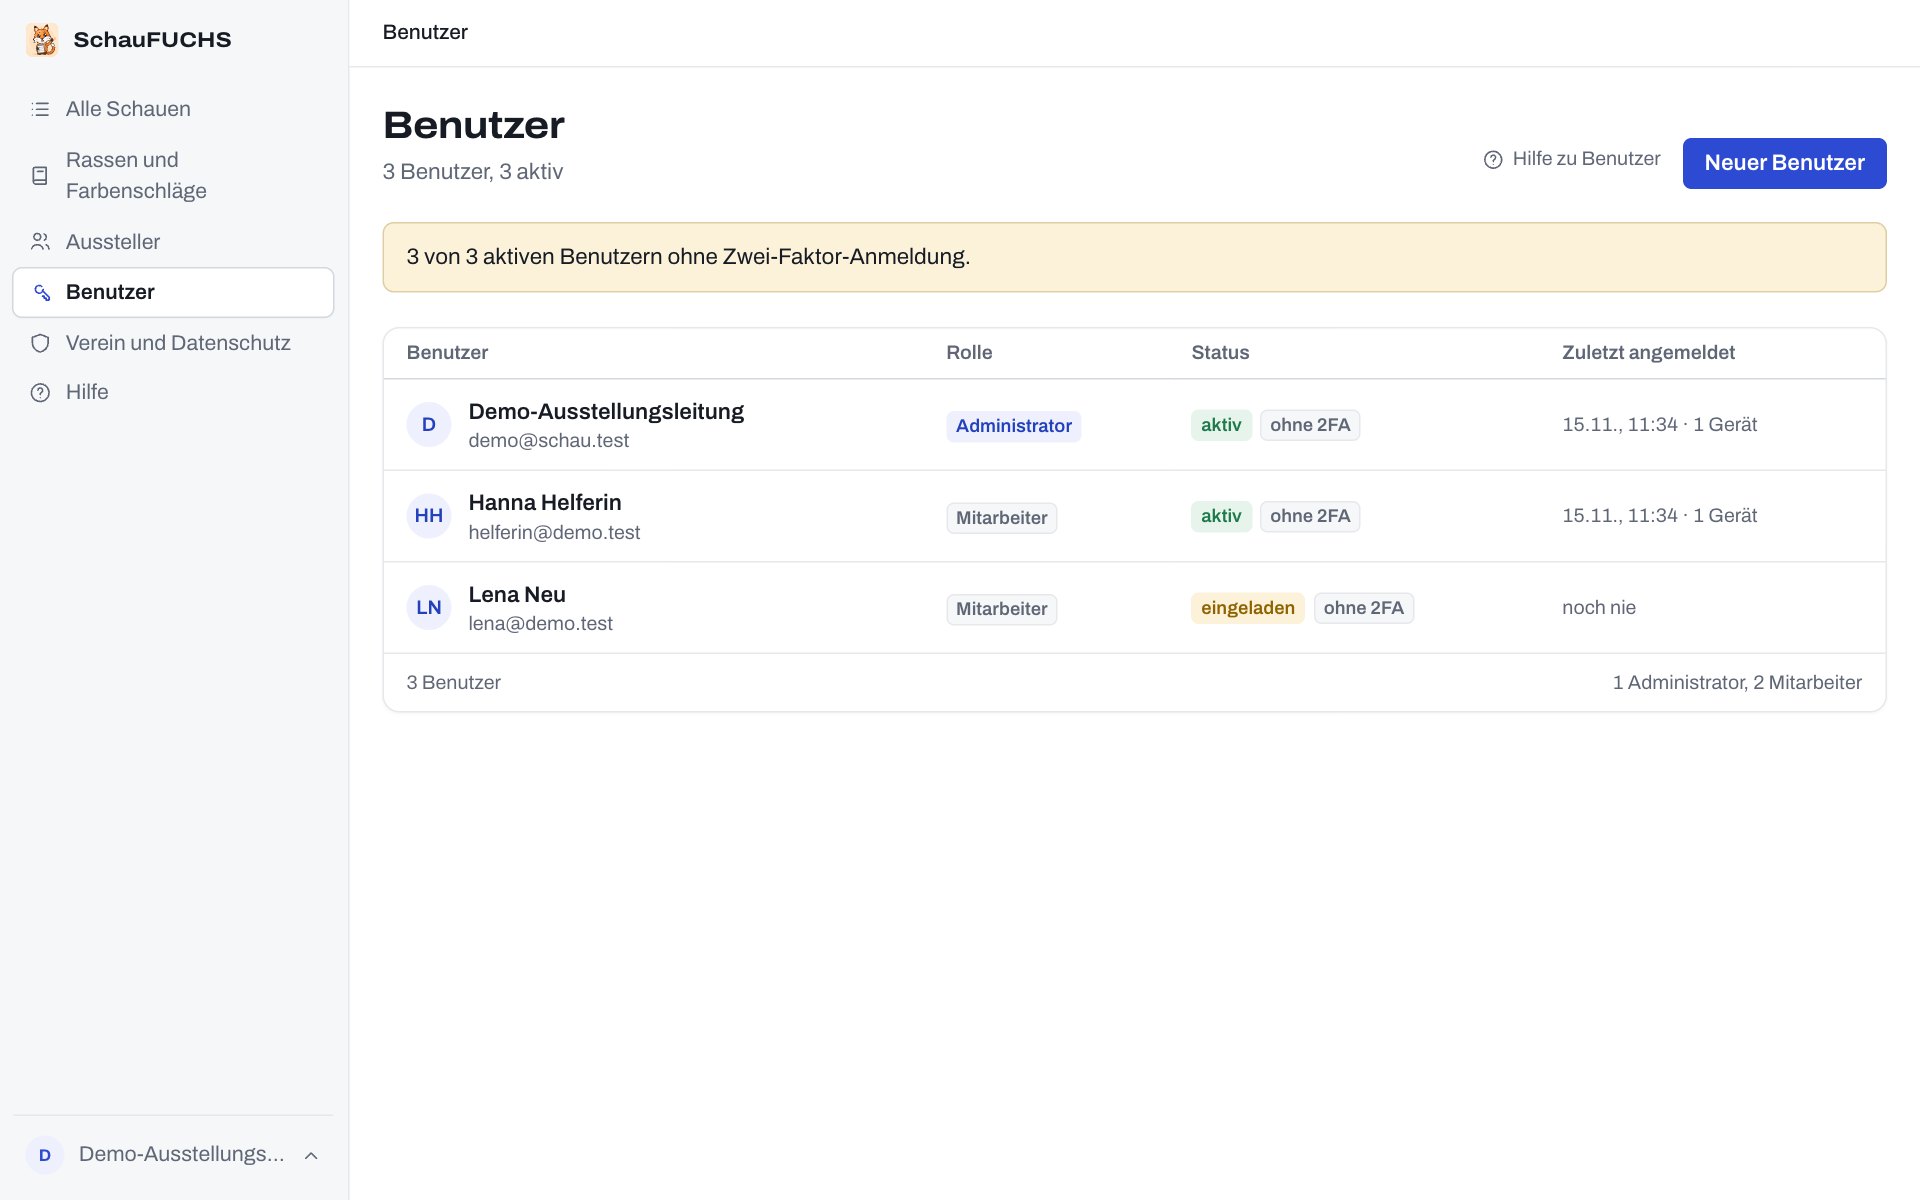 SchauFUCHS
Alle Schauen
Rassen und
Farbenschläge
Aussteller
Benutzer
Verein und Datenschutz
Hilfe
D Demo-Ausstellungs...
Benutzer
Benutzer
3 Benutzer, 3 aktiv
Hilfe zu Benutzer
Neuer Benutzer
3 von 3 aktiven Benutzern ohne Zwei-Faktor-Anmeldung.
Benutzer Rolle Status Zuletzt angemeldet
D Demo-Ausstellungsleitung Administrator aktiv ohne 2FA 15.11., 11:34 · 1 Gerät
demo@schau.test
HH Hanna Helferin Mitarbeiter aktiv ohne 2FA 15.11., 11:34 · 1 Gerät
helferin@demo.test
LN Lena Neu Mitarbeiter eingeladen ohne 2FA noch nie
lena@demo.test
3 Benutzer 1 Administrator, 2 Mitarbeiter